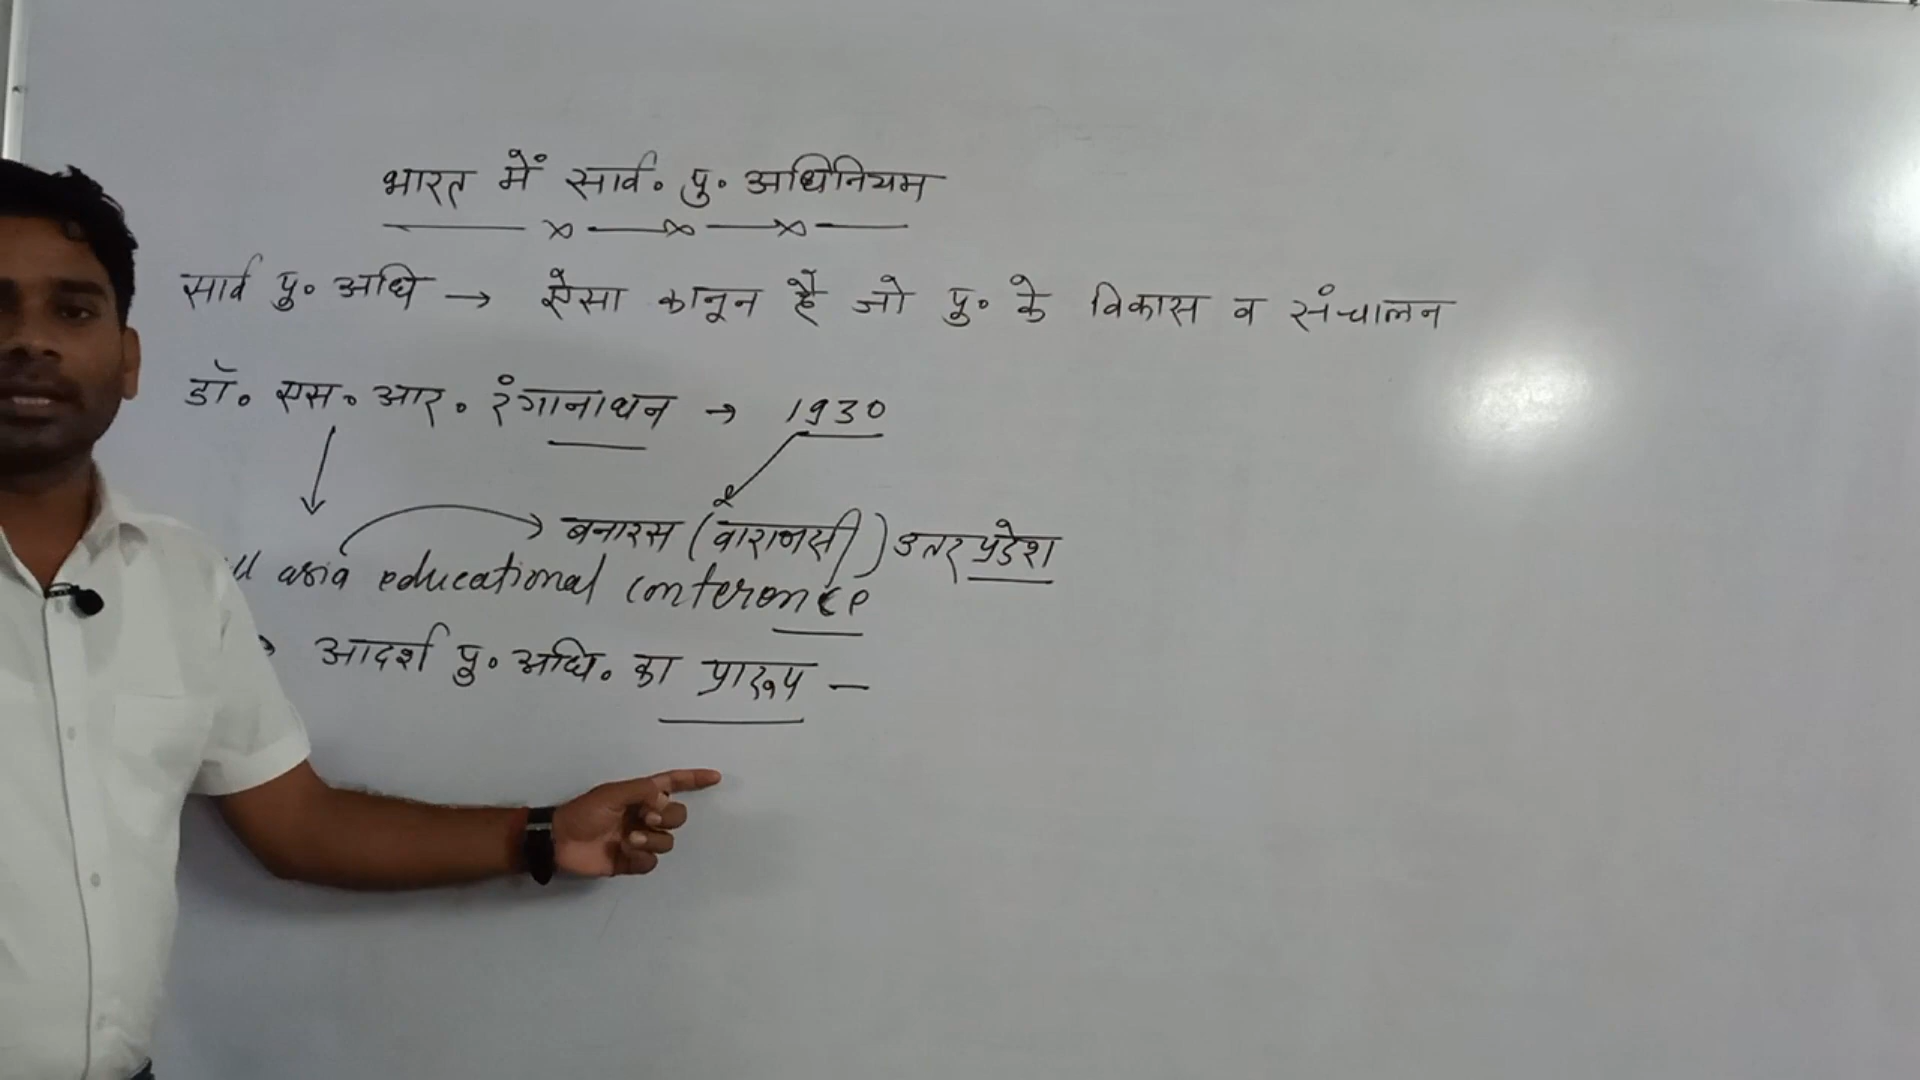 भारत में सार्व. पु. अधिनियम
सार्व पु. अधि → ऐसा कानून है जो पु. के विकास व संचालन
डॉ. एस. आर. रंगानाथन → 1930
बनारस (वाराणसी) उत्तर प्रदेश
asia educational conference
आदर्श पु. अधि. का प्रारूप –